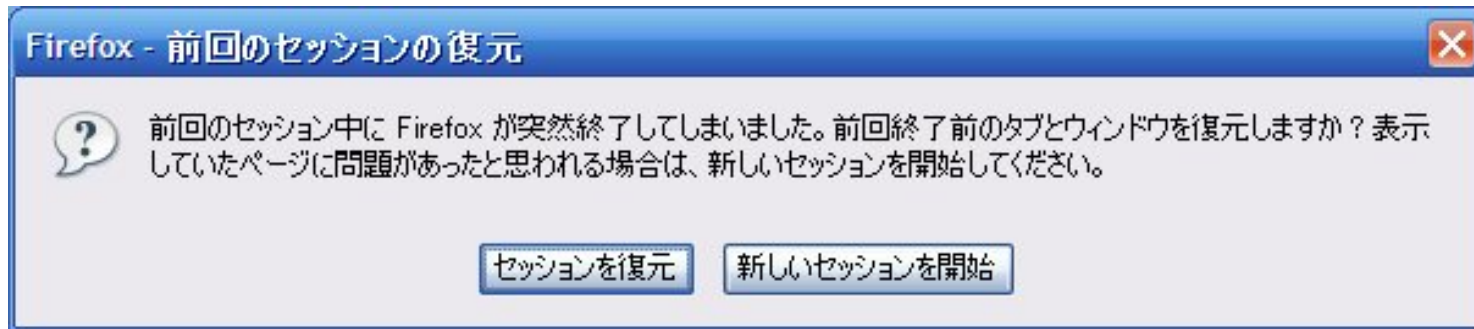 Firefox - 前回のセッションの復元
前回のセッション中に Firefox が突然終了してしまいました。前回終了前のタブとウィンドウを復元しますか？表示
していたページに問題があったと思われる場合は、新しいセッションを開始してください。
セッションを復元 新しいセッションを開始